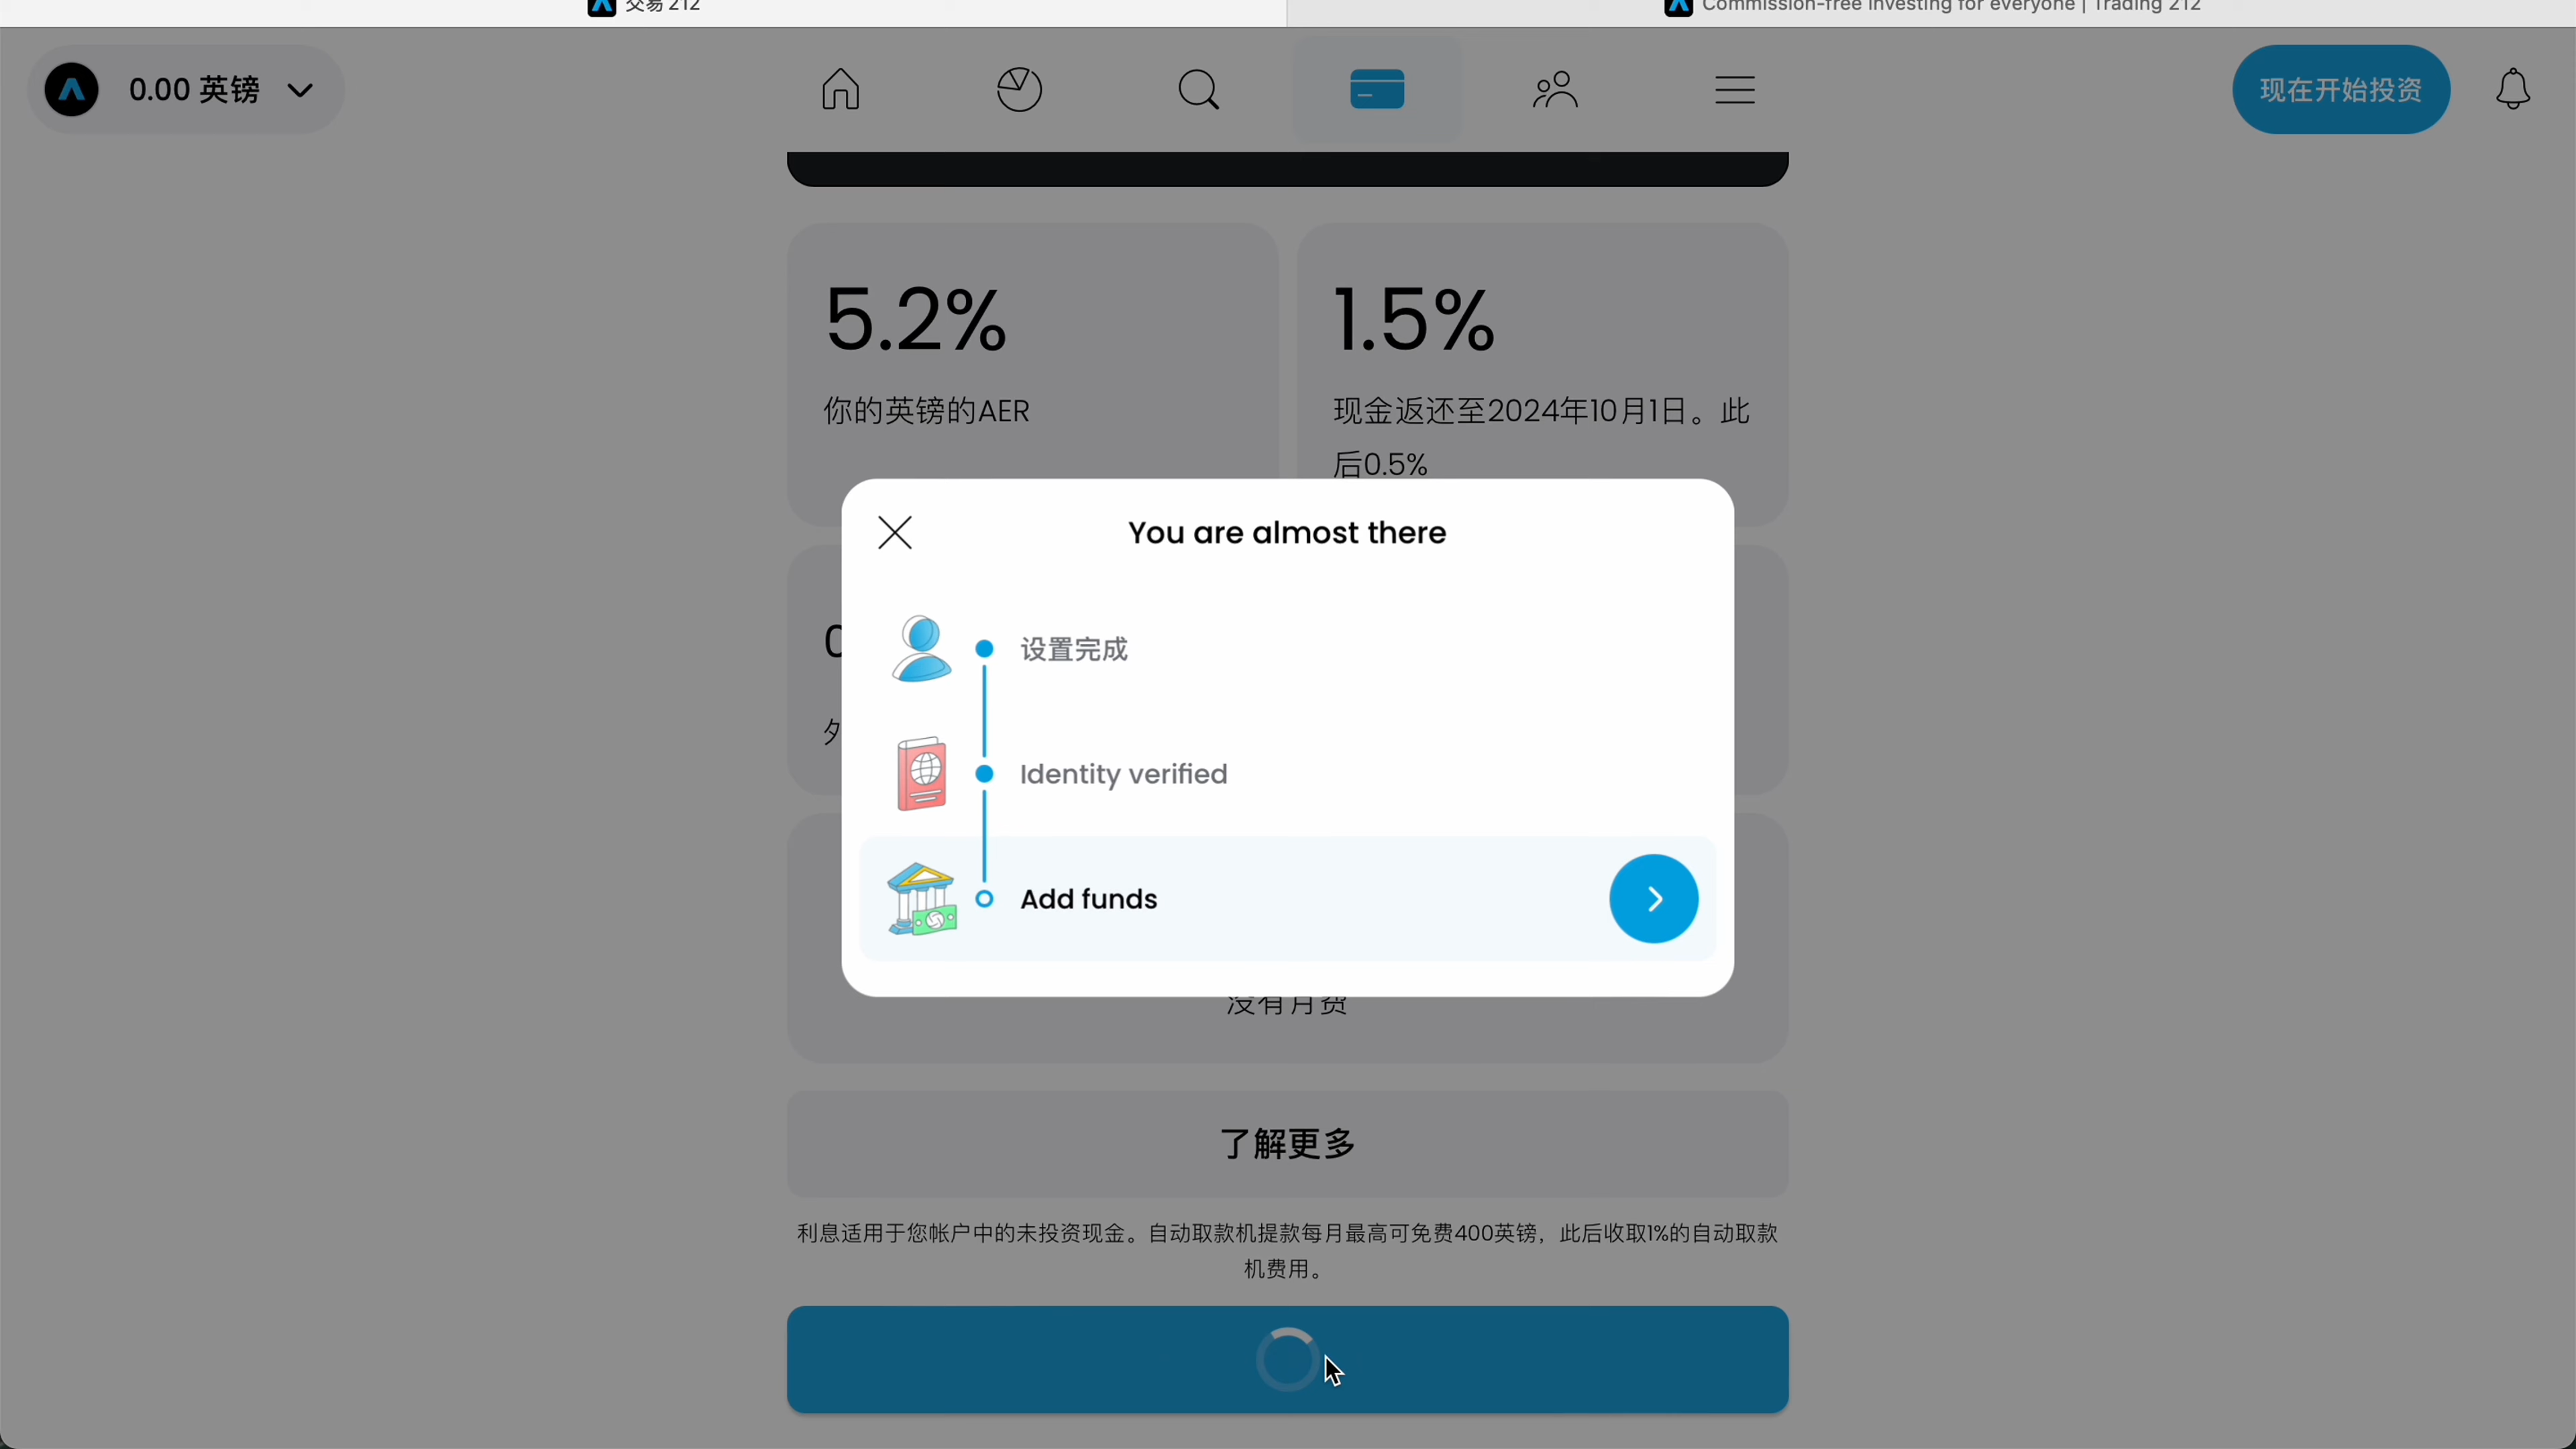 交易 212
Commission-free investing for everyone | Trading 212
0.00 英镑
现在开始投资
5.2%
你的英镑的AER
1.5%
现金返还至2024年10月1日。此
后0.5%
You are almost there
设置完成
Identity verified
Add funds
没有月费
了解更多
利息适用于您帐户中的未投资现金。自动取款机提款每月最高可免费400英镑，此后收取1%的自动取款
机费用。